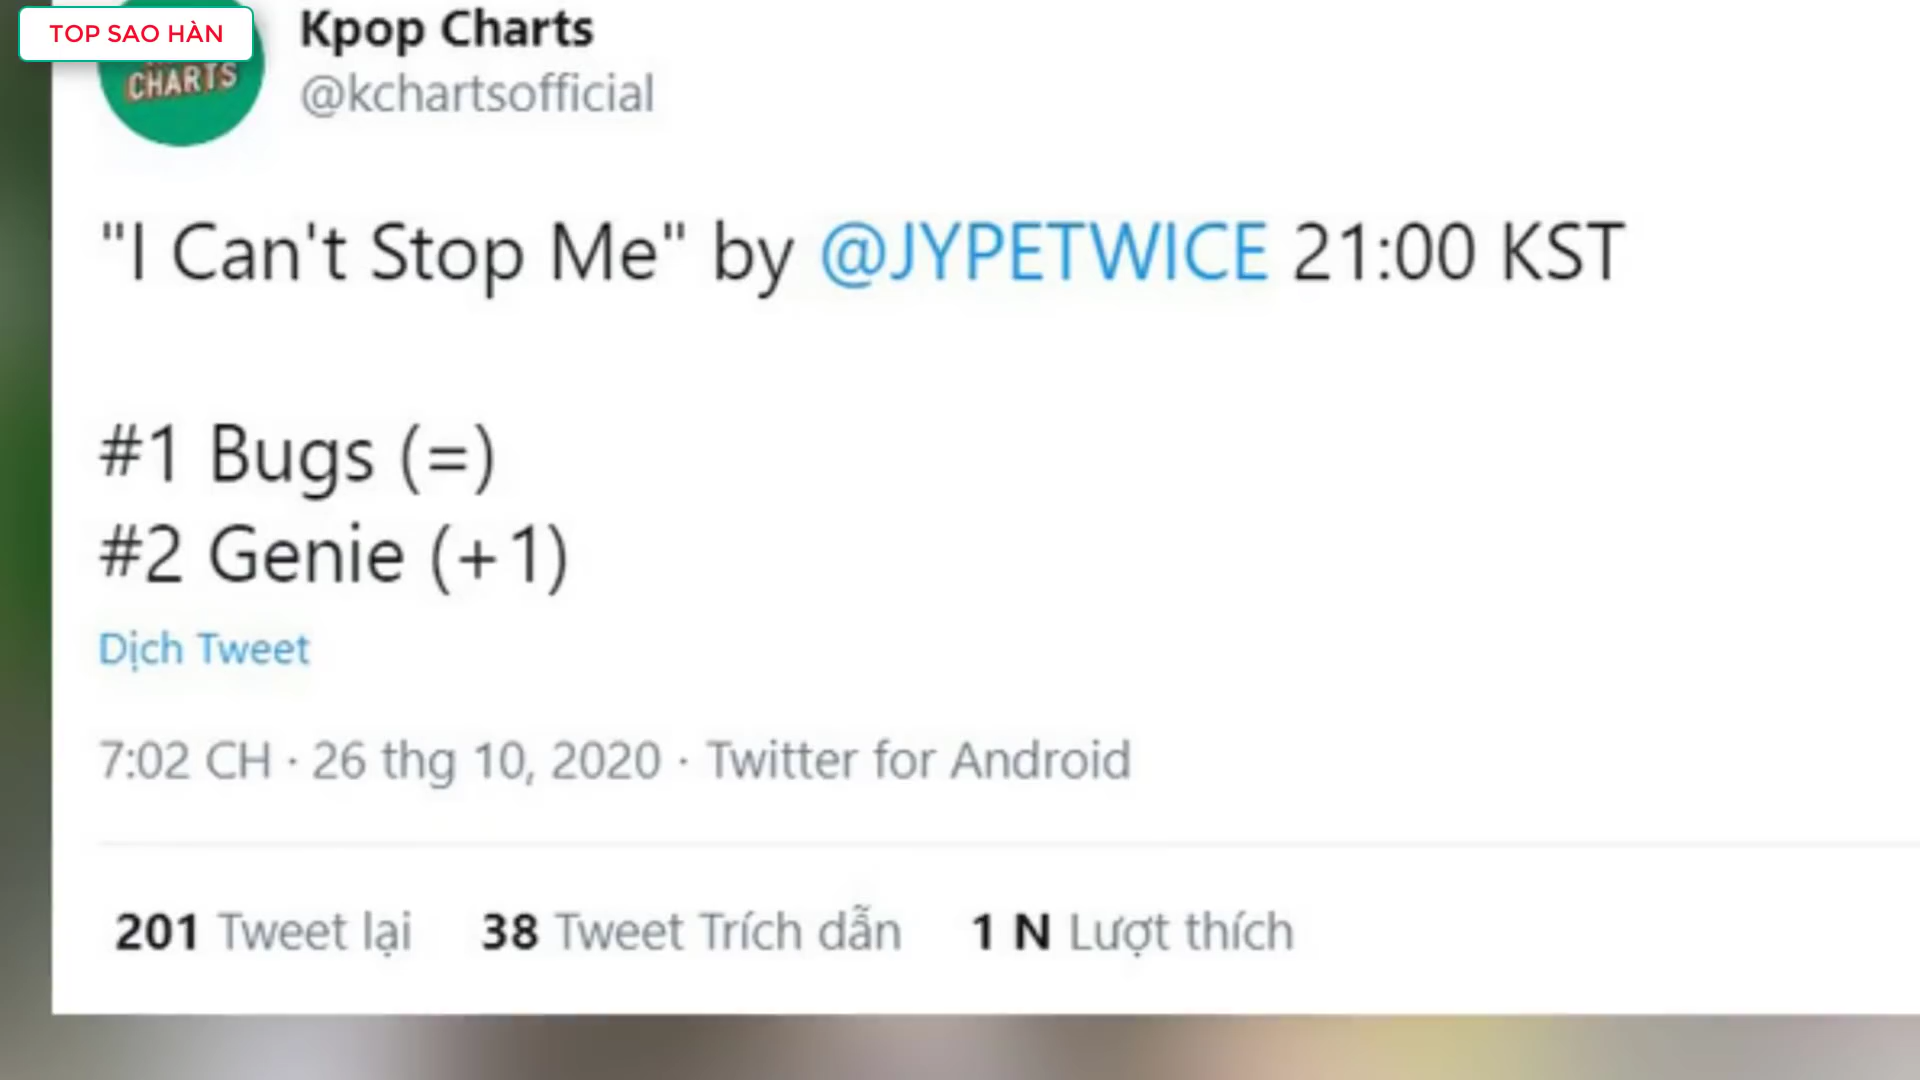 TOP SAO HÀN
CHARTS
Kpop Charts
@kchartsofficial
"I Can't Stop Me" by @JYPETWICE 21:00 KST
#1 Bugs (=)
#2 Genie (+1)
Dịch Tweet
7:02 CH · 26 thg 10, 2020 · Twitter for Android
201 Tweet lại 38 Tweet Trích dẫn 1 N Lượt thích